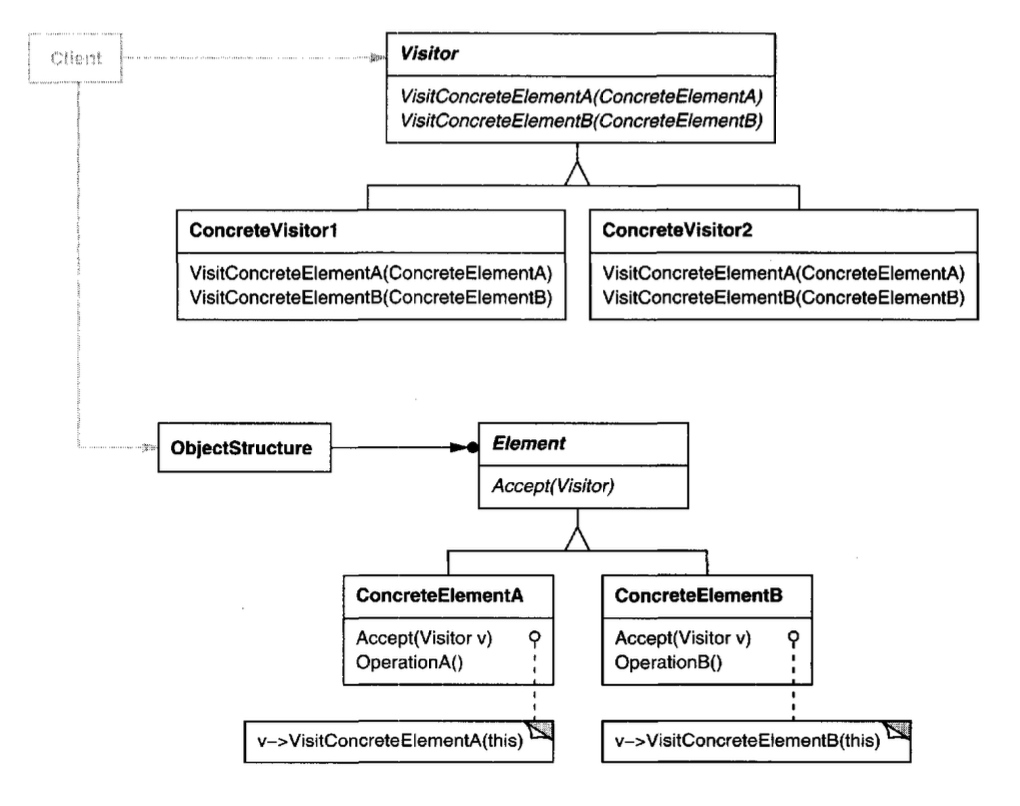 Client
Visitor
VisitConcreteElementA(ConcreteElementA)
VisitConcreteElementB(ConcreteElementB)
ConcreteVisitor1
VisitConcreteElementA(ConcreteElementA)
VisitConcreteElementB(ConcreteElementB)
ConcreteVisitor2
VisitConcreteElementA(ConcreteElementA)
VisitConcreteElementB(ConcreteElementB)
ObjectStructure
Element
Accept(Visitor)
ConcreteElementA
Accept(Visitor v)
OperationA()
ConcreteElementB
Accept(Visitor v)
OperationB()
v–>VisitConcreteElementA(this)
v–>VisitConcreteElementB(this)